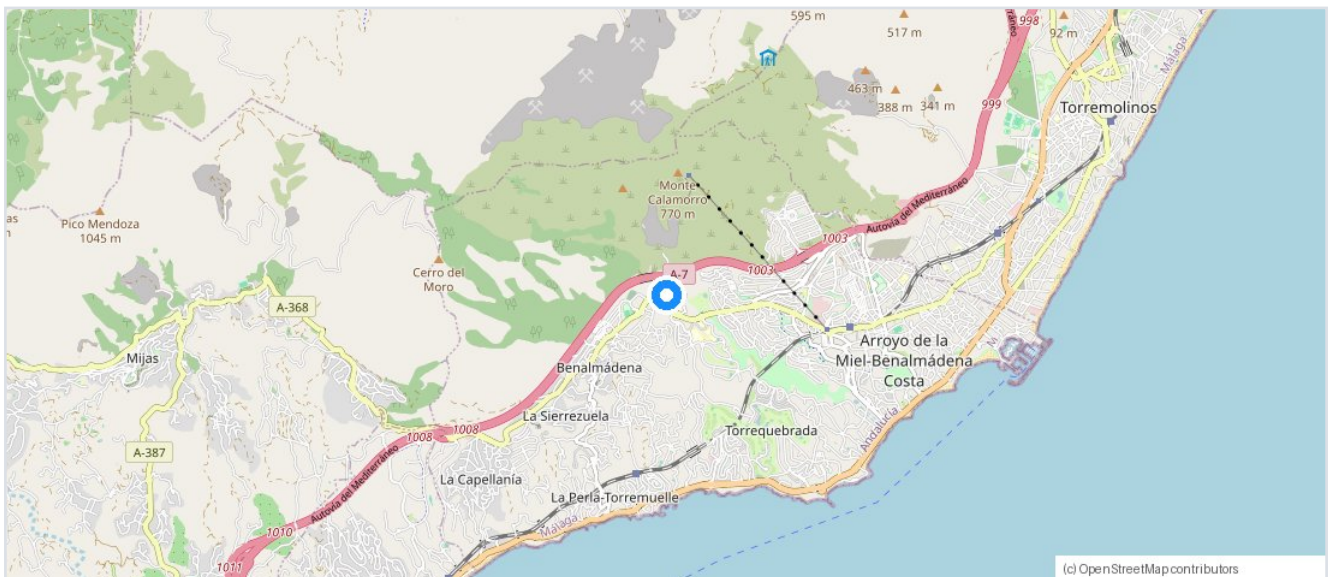 595 m
517 m
998
92 m
Málaga
463 m
388 m
341 m
999
Torremolinos
Monte
Calamorro
770 m
Pico Mendoza
1045 m
Autovía del Mediterráneo
1003
1003
Cerro del
Moro
A-7
A-368
Mijas
Arroyo de la
Miel-Benalmádena
Costa
Benalmádena
La Sierrezuela
Andalucía
Torrequebrada
1008
1008
A-387
Autovía del Mediterráneo
La Capellanía
La Perla-Torremuelle
Málaga
1010
1011
(c) OpenStreetMap contributors